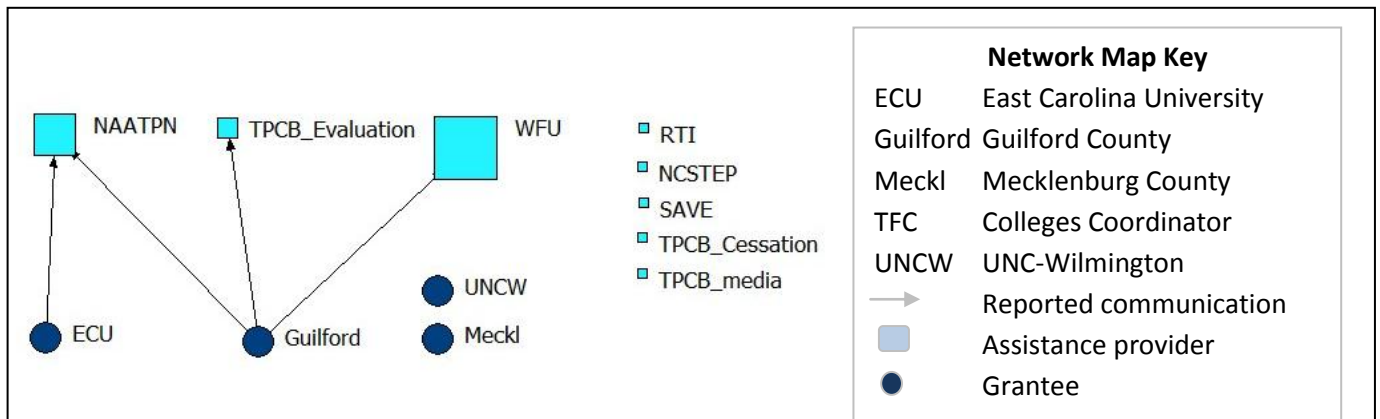 NAATPN
TPCB_Evaluation
WFU
RTI
NCSTEP
SAVE
TPCB_Cessation
TPCB_media
UNCW
Meckl
ECU
Guilford
Network Map Key
ECU East Carolina University
Guilford Guilford County
Meckl Mecklenburg County
TFC Colleges Coordinator
UNCW UNC-Wilmington
Reported communication
Assistance provider
Grantee